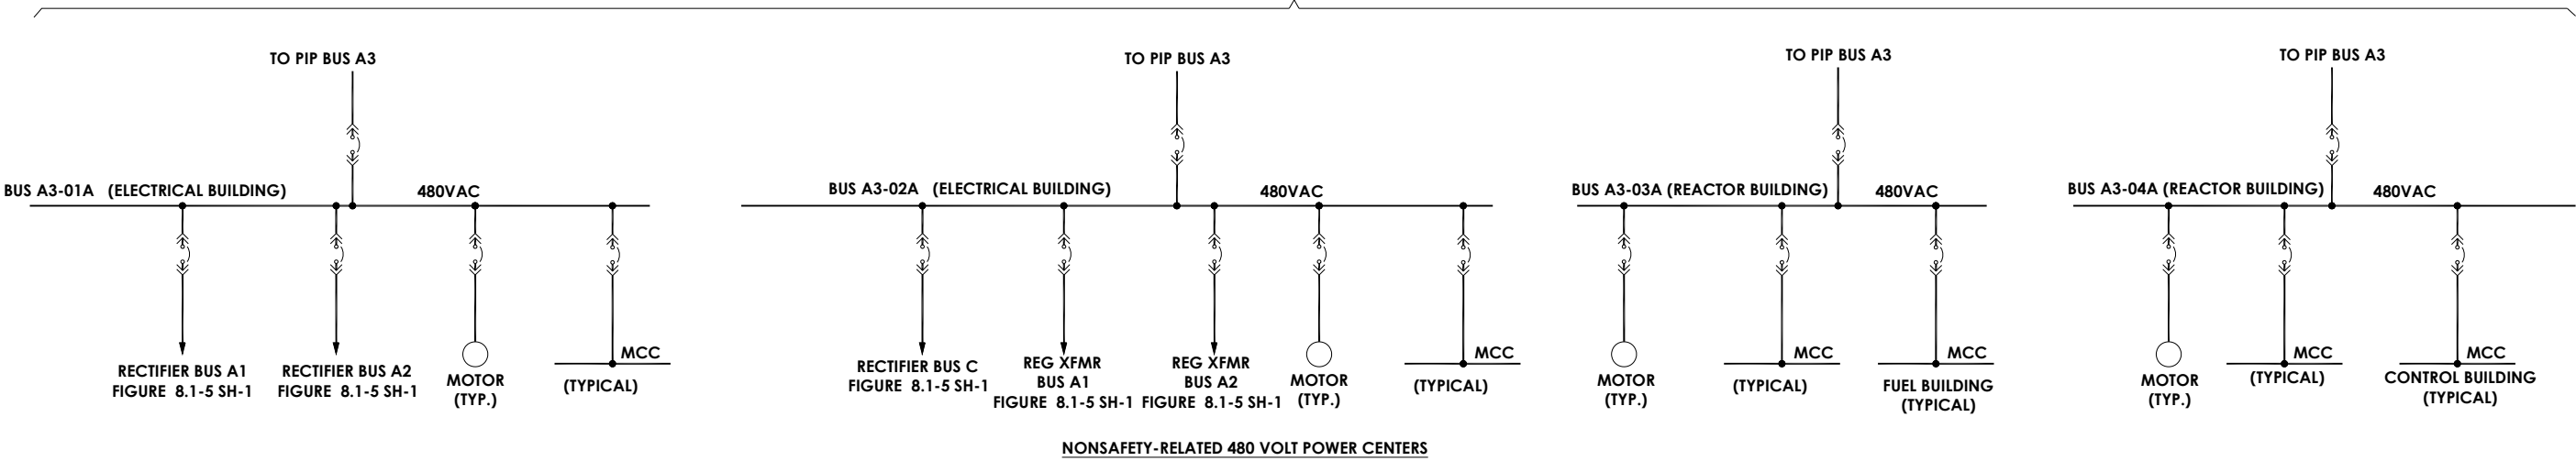 TO PIP BUS A3
TO PIP BUS A3
TO PIP BUS A3
TO PIP BUS A3
BUS A3-01A (ELECTRICAL BUILDING) 480VAC
BUS A3-02A (ELECTRICAL BUILDING) 480VAC
BUS A3-03A (REACTOR BUILDING) 480VAC
BUS A3-04A (REACTOR BUILDING) 480VAC
RECTIFIER BUS A1
FIGURE 8.1-5 SH-1
RECTIFIER BUS A2
FIGURE 8.1-5 SH-1
MOTOR
(TYP.)
MCC
(TYPICAL)
RECTIFIER BUS C
FIGURE 8.1-5 SH-1
REG XFMR
BUS A1
FIGURE 8.1-5 SH-1
REG XFMR
BUS A2
FIGURE 8.1-5 SH-1
MOTOR
(TYP.)
MCC
(TYPICAL)
MOTOR
(TYP.)
MCC
(TYPICAL)
MCC
FUEL BUILDING
(TYPICAL)
MOTOR
(TYP.)
MCC
(TYPICAL)
MCC
CONTROL BUILDING
(TYPICAL)
NONSAFETY-RELATED 480 VOLT POWER CENTERS